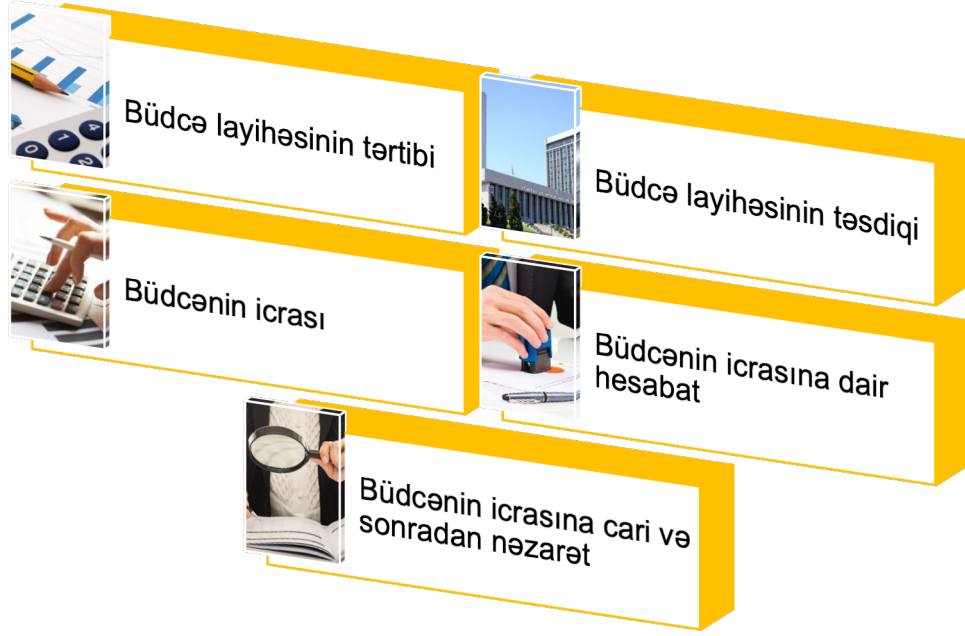 Büdcə layihəsinin tərtibi
Büdcə layihəsinin təsdiqi
Büdcənin icrası
Büdcənin icrasına dair
hesabat
Büdcənin icrasına cari və
sonradan nəzarət